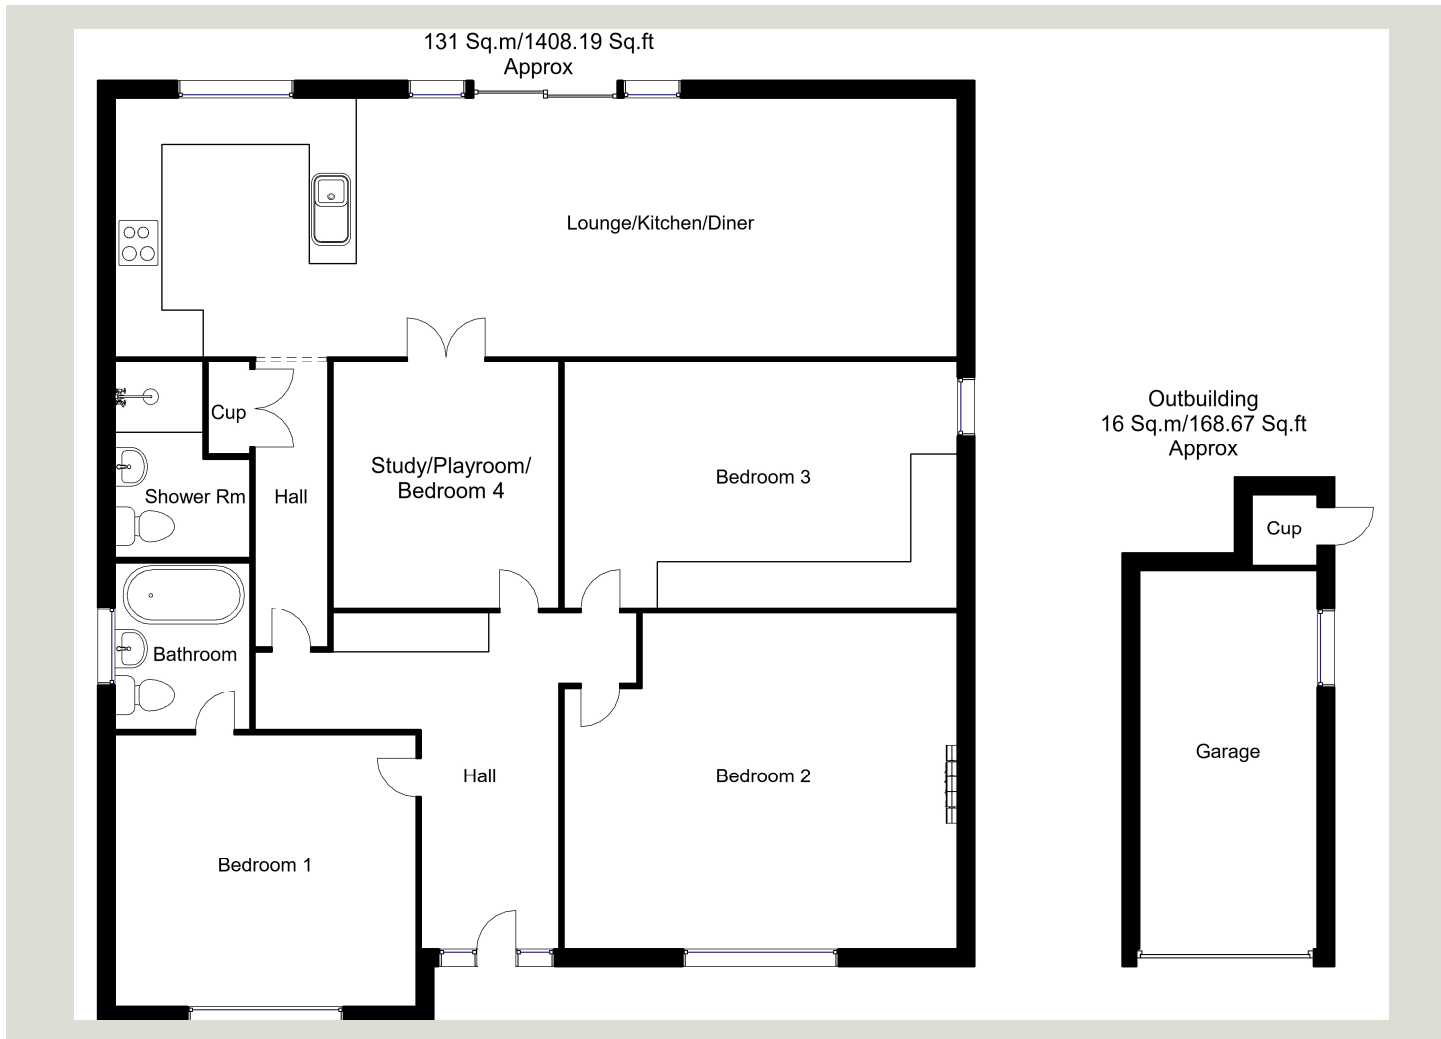 131 Sq.m/1408.19 Sq.ft
Approx
Lounge/Kitchen/Diner
Cup
Shower Rm
Hall
Study/Playroom/
Bedroom 4
Bedroom 3
Bathroom
Hall
Bedroom 2
Bedroom 1
Outbuilding
16 Sq.m/168.67 Sq.ft
Approx
Cup
Garage